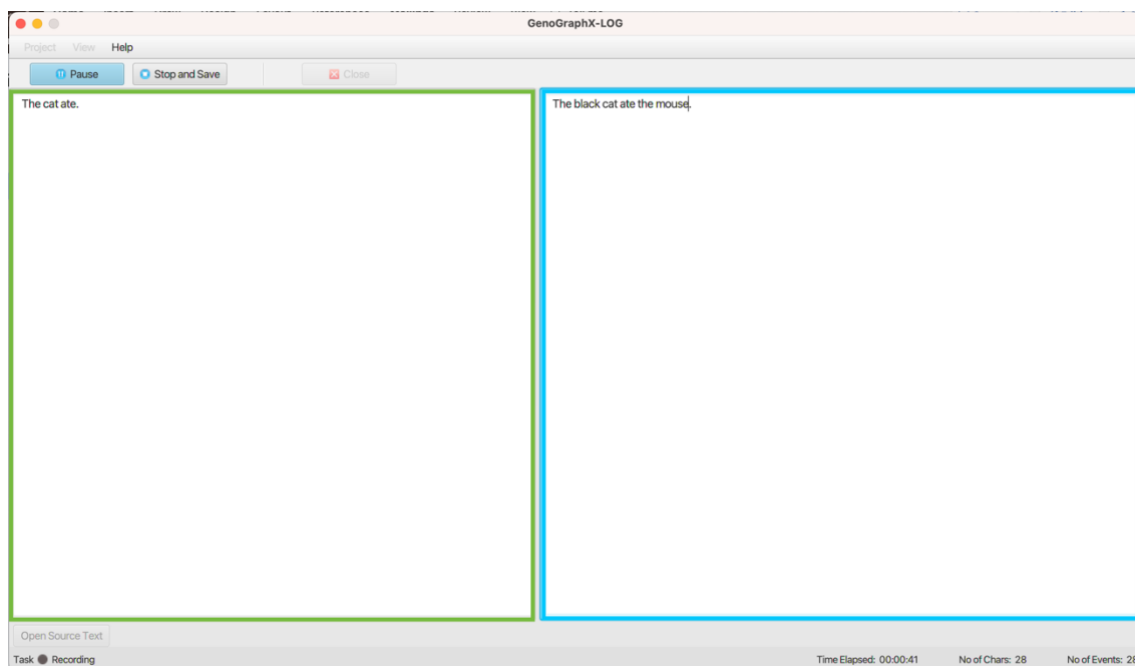 GenoGraphX-LOG
Project View Help
Pause Stop and Save Close
The cat ate.
The black cat ate the mouse.
Open Source Text
Task Recording Time Elapsed: 00:00:41 No of Chars: 28 No of Events: 28